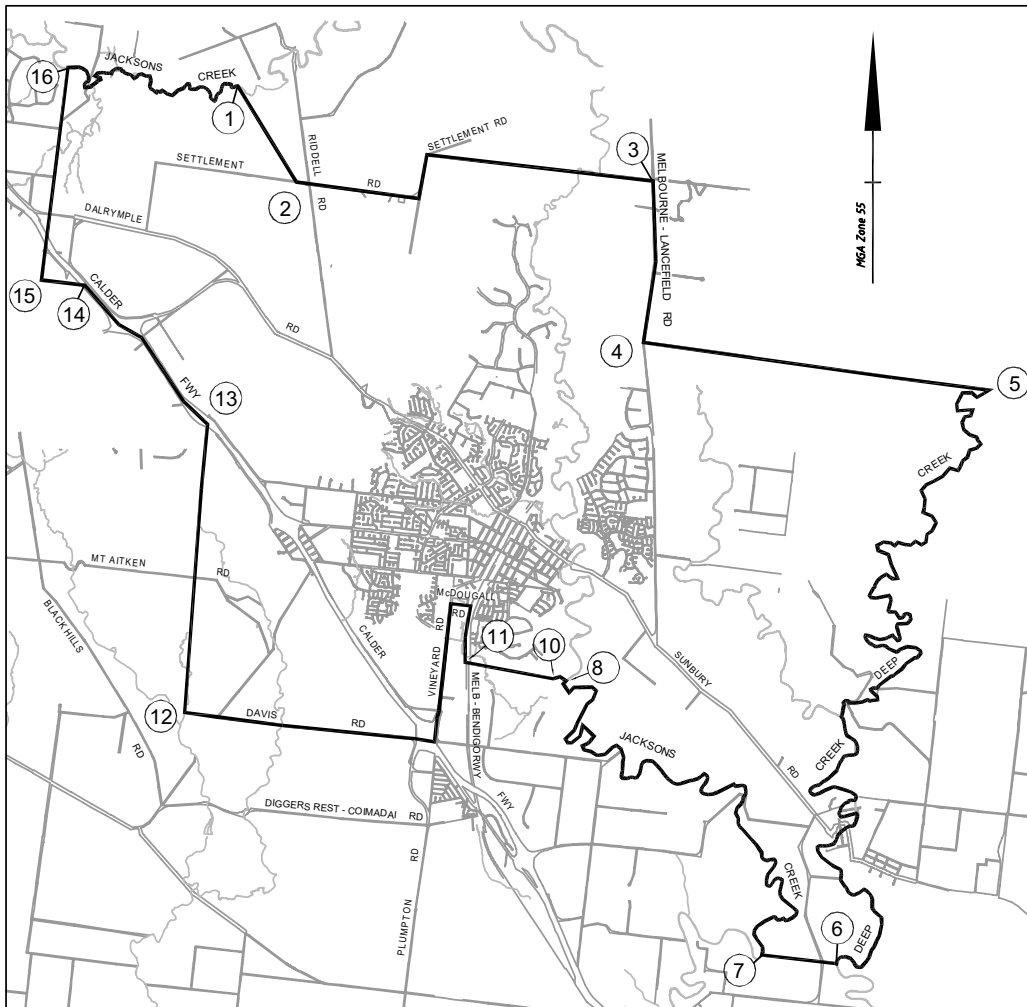 JACKSONS
CREEK
16
1
SETTLEMENT RD
3
MELBOURNE - LANCEFIELD RD
MGA Zone 55
RIDDELL
RD
SETTLEMENT
RD
2
DALRYMPLE
RD
15
14
CALDER
FWY
4
5
13
CREEK
MT AITKEN
RD
BLACK HILLS
RD
McDOUGALL
RD
VINEYARD RD
11
10
8
CALDER
SUNBURY
RD
DEEP
CREEK
12
DAVIS
RD
MELB - BENDIGO RWY
JACKSONS
CREEK
FWY
DIGGERS REST - COIMADAI RD
PLUMPTON RD
6
7
DEEP